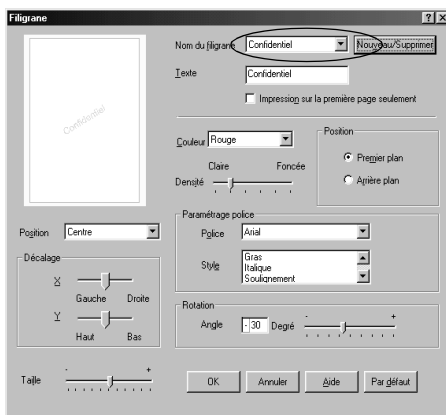 Filigrane
Confidentiel
Nom du filigrane Confidentiel Nouveau/Supprimer
Texte Confidentiel
Impression sur la première page seulement
Couleur Rouge
Claire Foncée
Densité
Position
Premier plan
Arrière plan
Position Centre
Décalage
X
Gauche Droite
Y
Haut Bas
Paramétrage police
Police Arial
Style Gras
Italique
Soulignement
Rotation
Angle - 30 Degré - +
Taille - +
OK Annuler Aide Par défaut